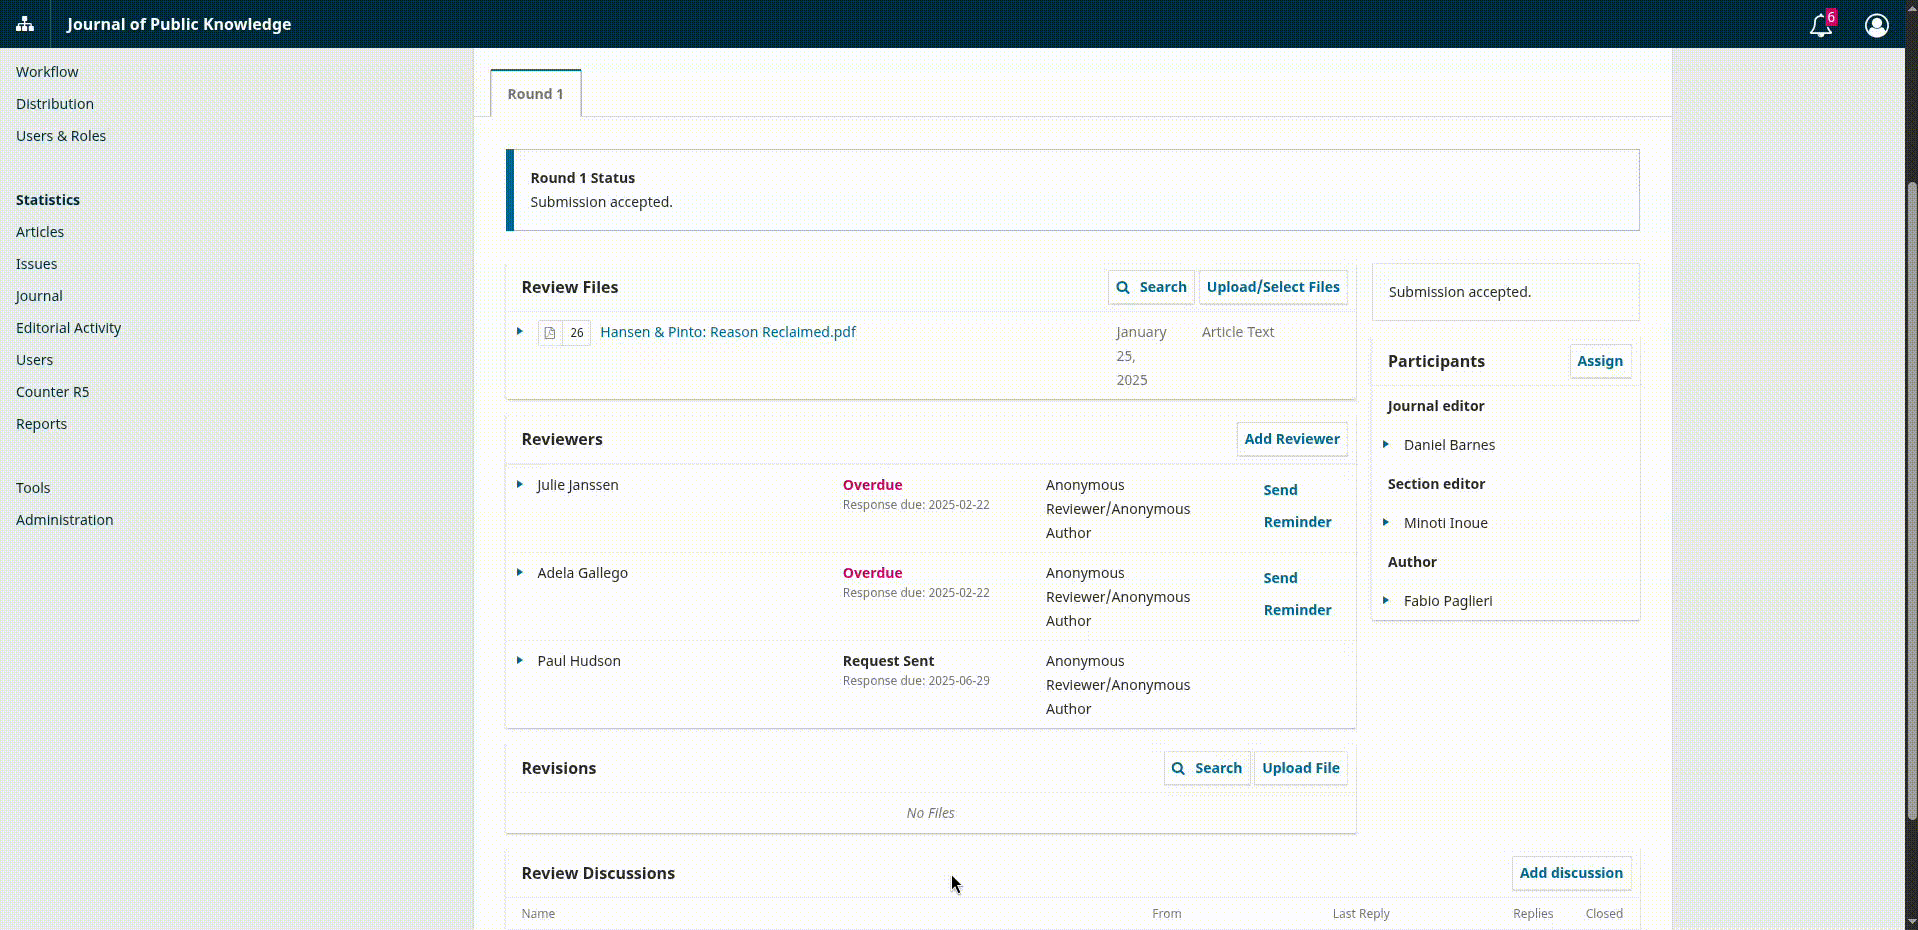 Journal of Public Knowledge
6
Workflow
Distribution
Users & Roles
Statistics
Articles
Issues
Journal
Editorial Activity
Users
Counter R5
Reports
Tools
Administration
Round 1
Round 1 Status
Submission accepted.
Review Files
Search
Upload/Select Files
26
Hansen & Pinto: Reason Reclaimed.pdf
January
25,
2025
Article Text
Reviewers
Add Reviewer
Julie Janssen
Overdue
Response due: 2025-02-22
Anonymous
Reviewer/Anonymous
Author
Send
Reminder
Adela Gallego
Overdue
Response due: 2025-02-22
Anonymous
Reviewer/Anonymous
Author
Send
Reminder
Paul Hudson
Request Sent
Response due: 2025-06-29
Anonymous
Reviewer/Anonymous
Author
Revisions
Search
Upload File
No Files
Submission accepted.
Participants
Assign
Journal editor
Daniel Barnes
Section editor
Minoti Inoue
Author
Fabio Paglieri
Review Discussions
Add discussion
Name
From
Last Reply
Replies
Closed